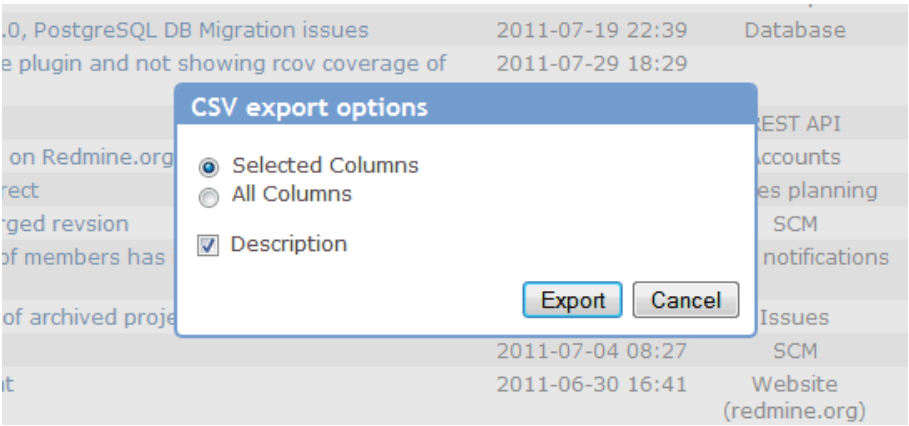 .0, PostgreSQL DB Migration issues 2011-07-19 22:39 Database
e plugin and not showing rcov coverage of 2011-07-29 18:29
CSV export options
REST API
on Redmine.org
Selected Columns
Accounts
rect
All Columns
es planning
rged revsion
SCM
Description
of members has
notifications
Export Cancel
of archived proje
Issues
2011-07-04 08:27 SCM
nt 2011-06-30 16:41 Website
(redmine.org)